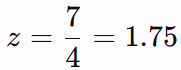 z = 7/4 = 1.75